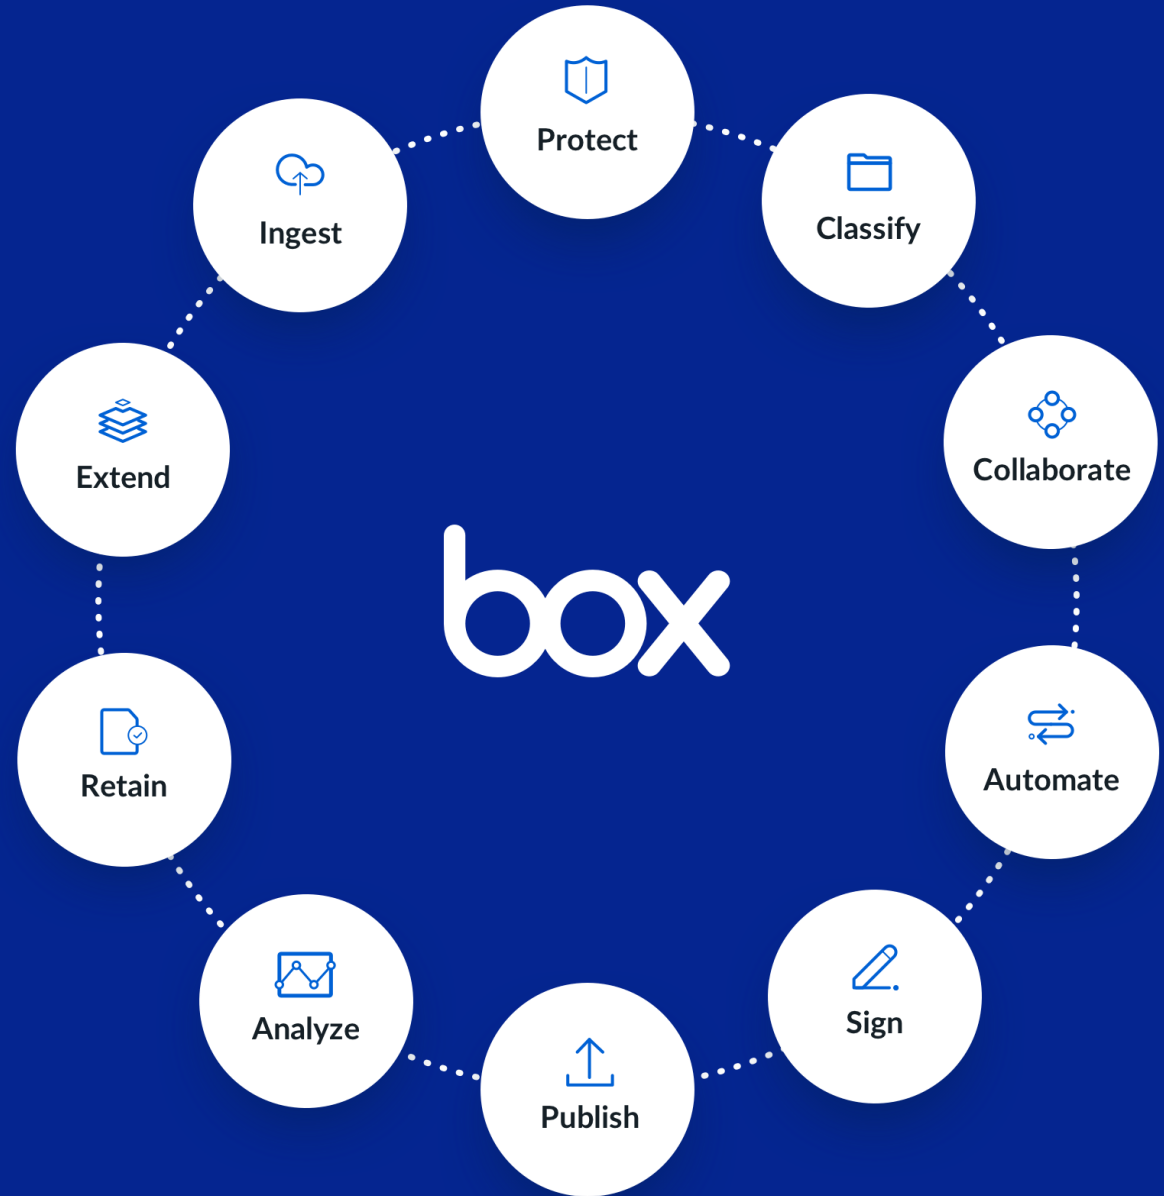 Protect
Classify
Ingest
Collaborate
Extend
box
Automate
Retain
Sign
Analyze
Publish